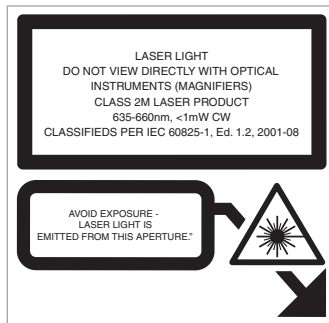 LASER LIGHT
DO NOT VIEW DIRECTLY WITH OPTICAL
INSTRUMENTS (MAGNIFIERS)
CLASS 2M LASER PRODUCT
635-660nm, <1mW CW
CLASSIFIEDS PER IEC 60825-1, Ed. 1.2, 2001-08
AVOID EXPOSURE -
LASER LIGHT IS
EMITTED FROM THIS APERTURE."